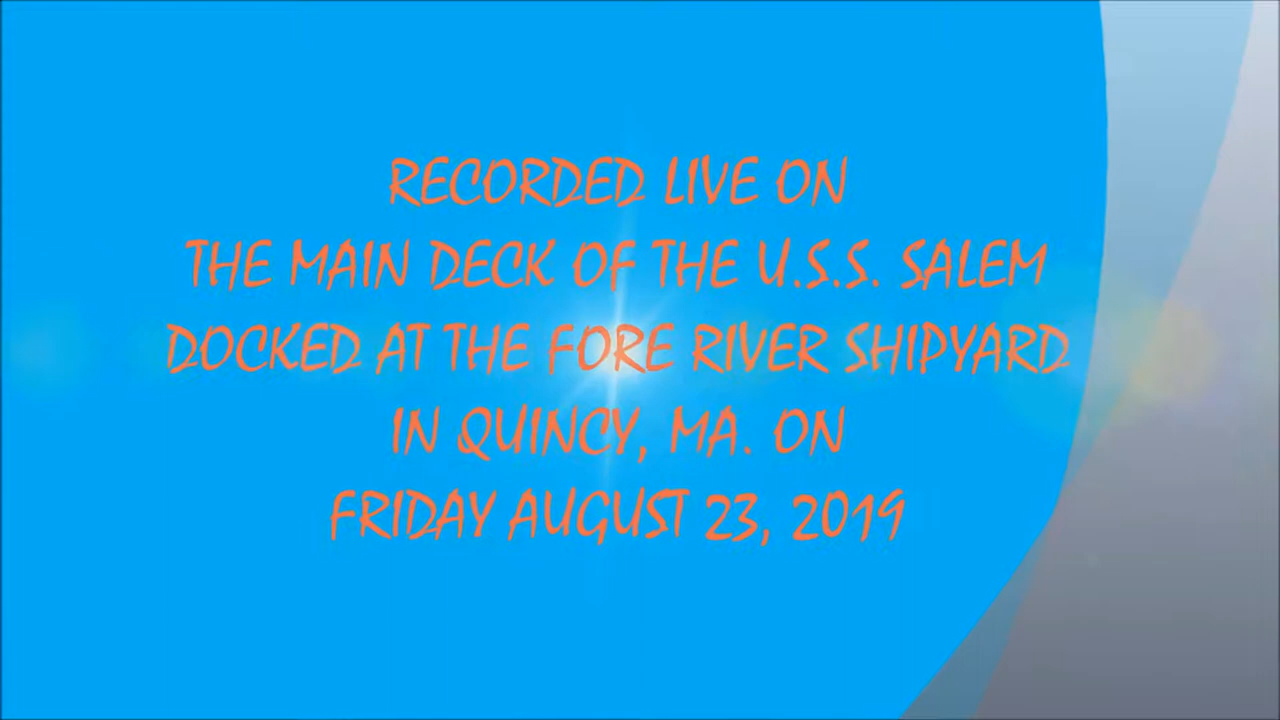 RECORDED LIVE ON
THE MAIN DECK OF THE U.S.S. SALEM
DOCKED AT THE FORE RIVER SHIPYARD
IN QUINCY, MA. ON
FRIDAY AUGUST 23, 2019